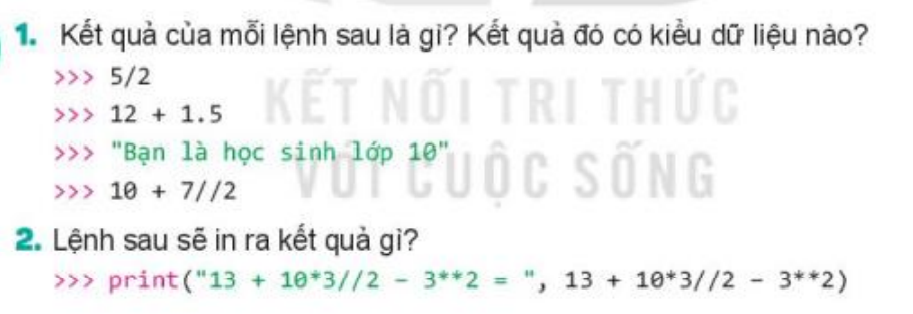 1. Kết quả của mỗi lệnh sau là gì? Kết quả đó có kiểu dữ liệu nào?
>>> 5/2
>>> 12 + 1.5
>>> "Bạn là học sinh lớp 10"
>>> 10 + 7//2
KẾT NỐI TRI THỨC
VỚI CUỘC SỐNG
2. Lệnh sau sẽ in ra kết quả gì?
>>> print("13 + 10*3//2 - 3**2 = ", 13 + 10*3//2 - 3**2)